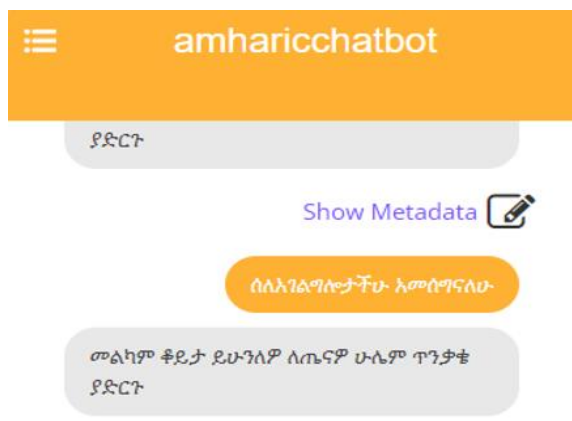 amharicchatbot
ያድርጉ
Show Metadata
ስለአገልግሎታችሁ አመሰግናለሁ
መልካም ቆይታ ይሁንለዎ ለጤናዎ ሁሌም ጥንቃቄ
ያድርጉ